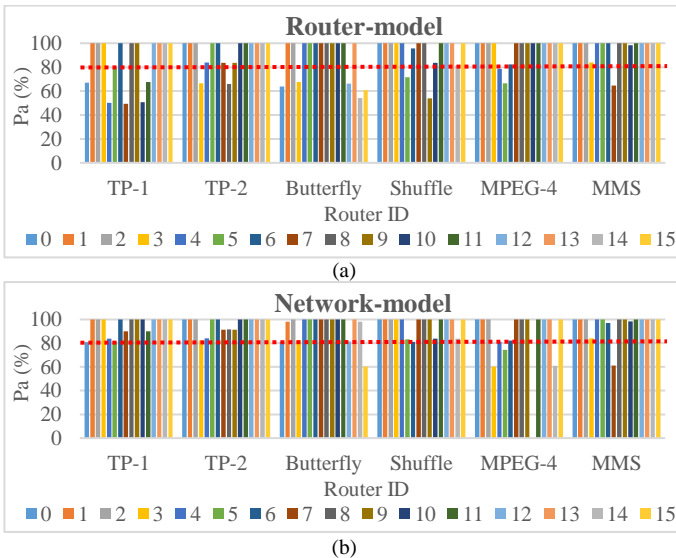 Router-model
100
80
60
40
20
0
Pa (%)
TP-1 TP-2 Butterfly Shuffle MPEG-4 MMS
Router ID
0 1 2 3 4 5 6 7 8 9 10 11 12 13 14 15
(a)
Network-model
100
80
60
40
20
0
Pa (%)
TP-1 TP-2 Butterfly Shuffle MPEG-4 MMS
Router ID
0 1 2 3 4 5 6 7 8 9 10 11 12 13 14 15
(b)